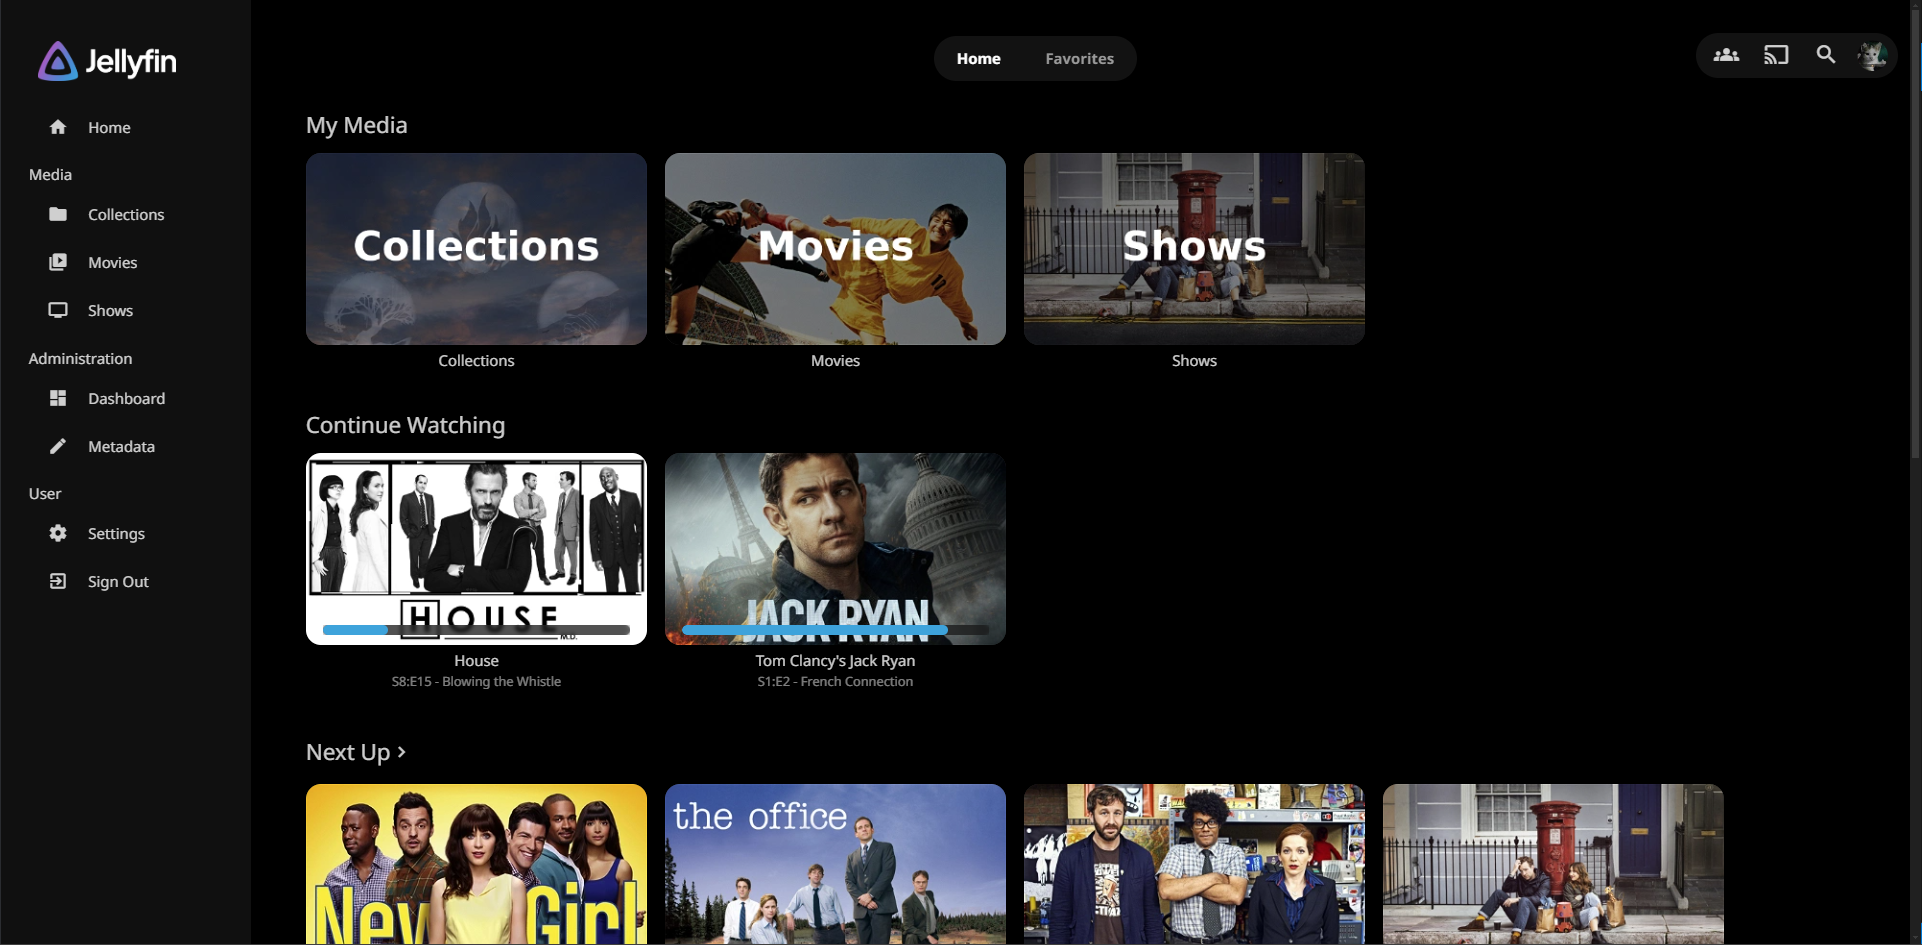 Jellyfin
Home
Media
Collections
Movies
Shows
Administration
Dashboard
Metadata
User
Settings
Sign Out
Home
Favorites
My Media
Collections
Movies
Shows
Collections
Movies
Shows
Continue Watching
HOUSE
M.D.
JACK RYAN
House
Tom Clancy's Jack Ryan
S8:E15 - Blowing the Whistle
S1:E2 - French Connection
Next Up
New Girl
the office